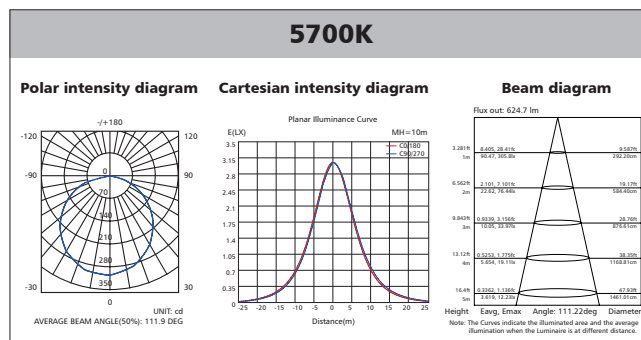 5700K
Polar intensity diagram
-/+180
-120
120
-90
90
0
70
140
210
280
350
-30
30
0
UNIT: cd
AVERAGE BEAM ANGLE(50%): 111.9 DEG
Cartesian intensity diagram
Planar Illuminance Curve
E(LX)
MH=10m
C0/180
C90/270
3.5
3.15
2.8
2.45
2.1
1.75
1.4
1.05
0.7
0.35
-25 -20 -15 -10 -5 0 5 10 15 20 25
Distance(m)
Beam diagram
Flux out: 624.7 lm
3.281ft 8.405, 28.41ft 9.587ft
1m 90.47, 305.8lx 292.20cm
6.562ft 2.101, 7.101ft 19.17ft
2m 22.62, 76.44lx 584.40cm
9.843ft 0.9339, 3.156ft 28.76ft
3m 10.05, 33.97lx 876.61cm
13.12ft 0.5253, 1.775ft 38.35ft
4m 5.654, 19.11lx 1168.81cm
16.4ft 0.3362, 1.136ft 47.93ft
5m 3.619, 12.23lx 1461.01cm
Height Eavg, Emax Angle: 111.22deg Diameter
Note: The Curves indicate the illuminated area and the average
illumination when the Luminaire is at different distance.